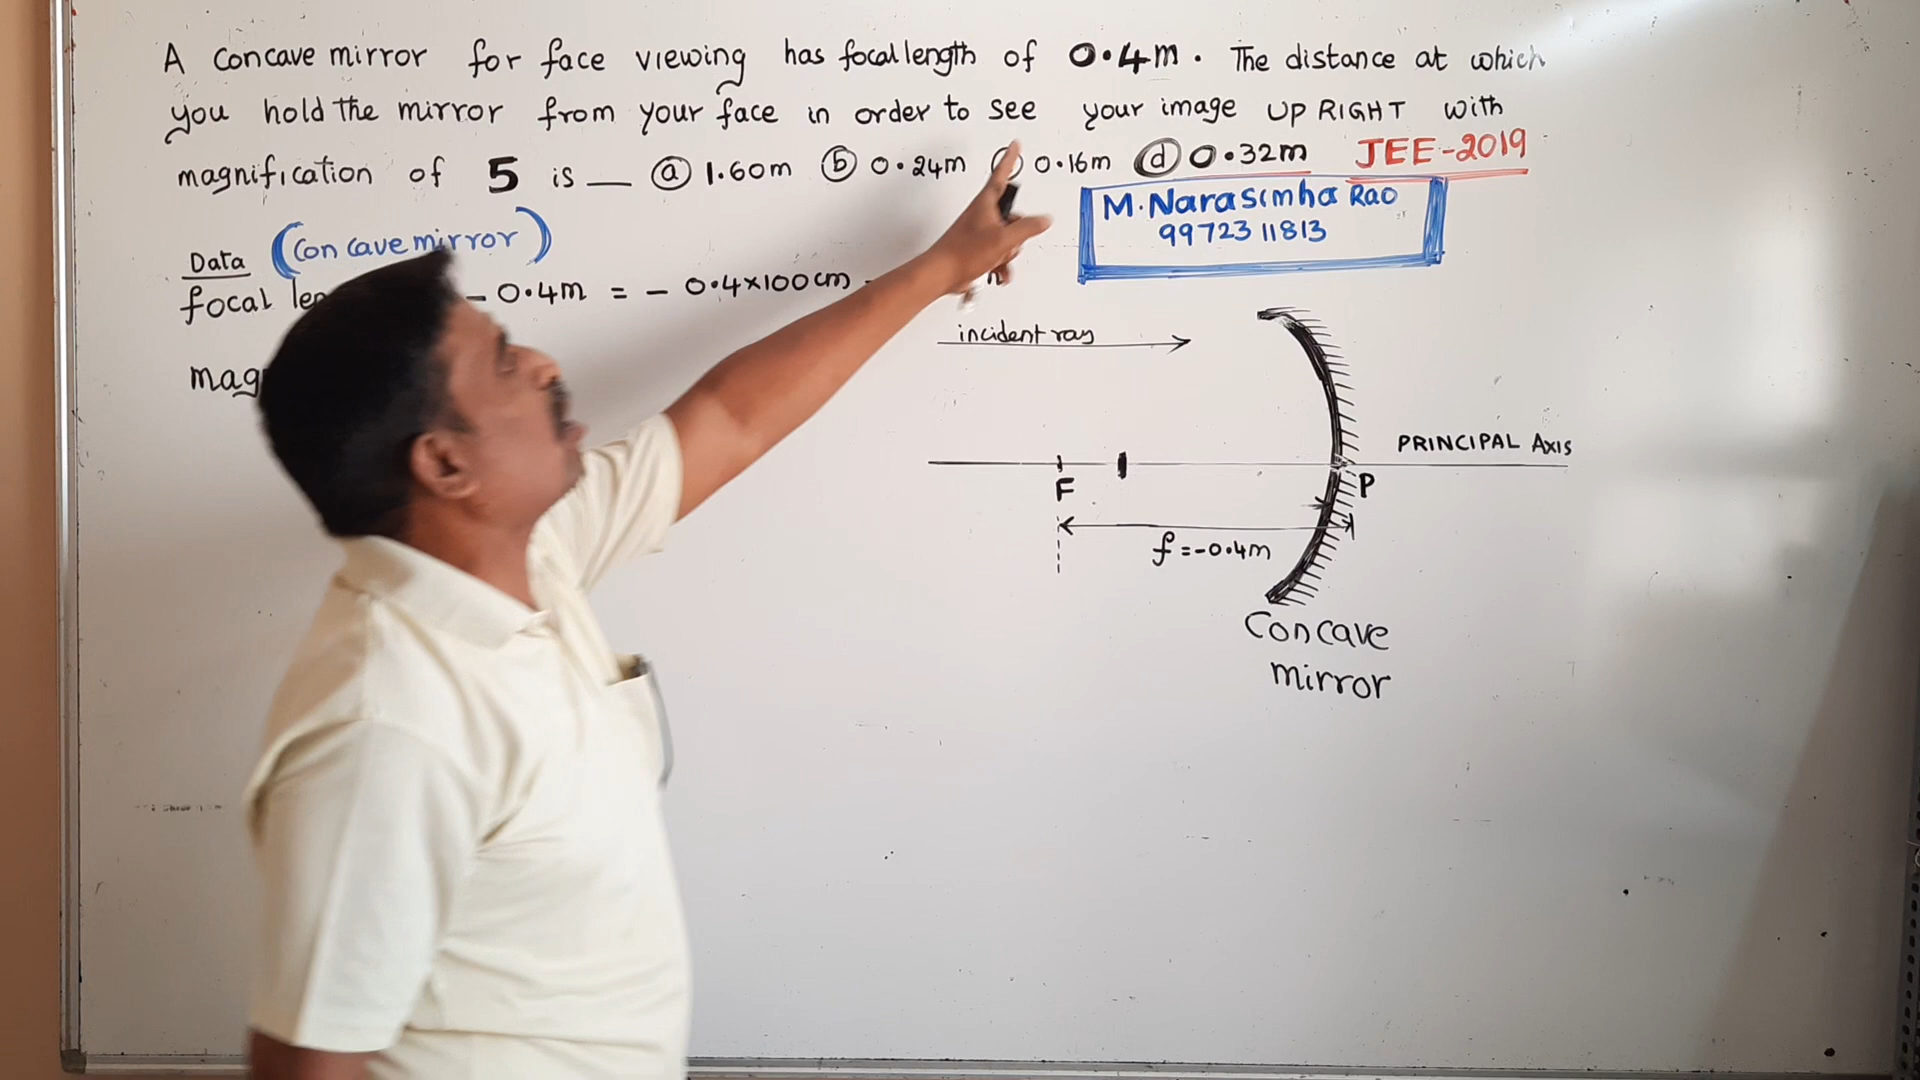 A concave mirror for face viewing has focal length of 0.4m. The distance at which
you hold the mirror from your face in order to see your image UP RIGHT with
magnification of 5 is __ (a) 1.60m (b) 0.24m 0.16m (d) 0.32m JEE-2019
M. Narasimha Rao
99723 11813
Data (Concave mirror)
focal - 0.4m = - 0.4×100cm
incident ray
PRINCIPAL AXIS
F
P
f = -0.4m
Concave
mirror